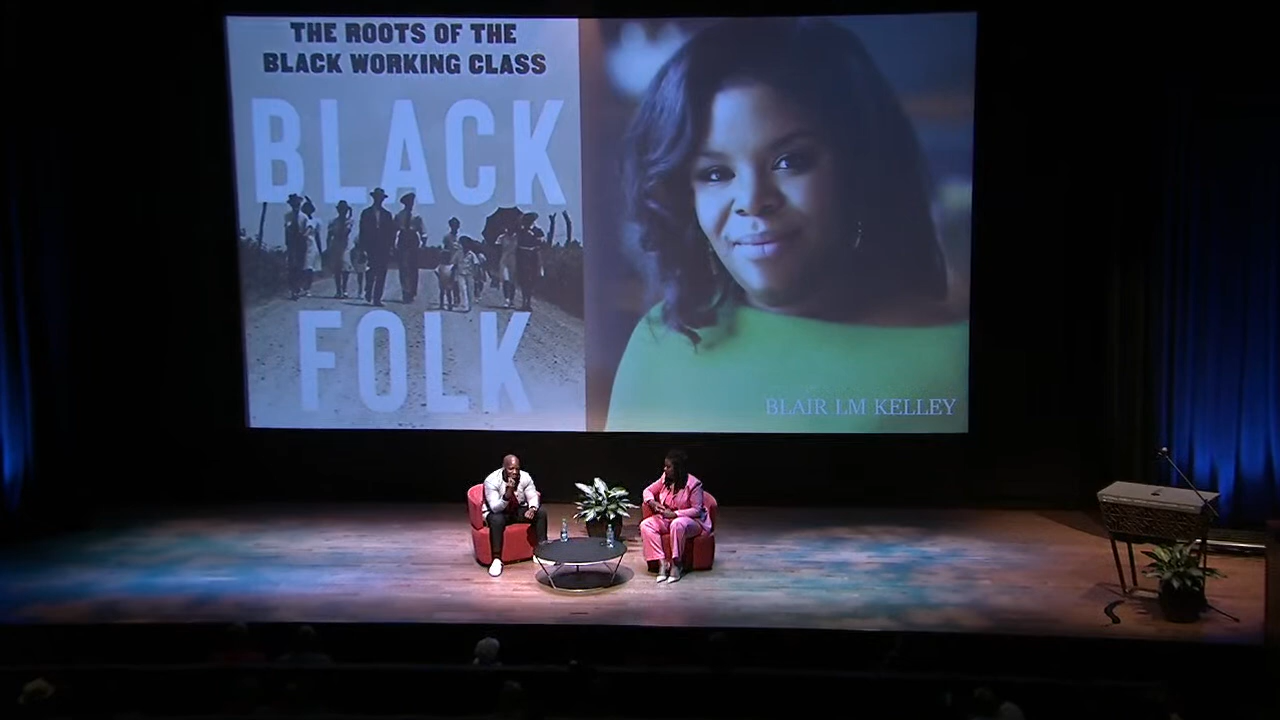 THE ROOTS OF THE
BLACK WORKING CLASS
BLACK
FOLK
BLAIR LM KELLEY